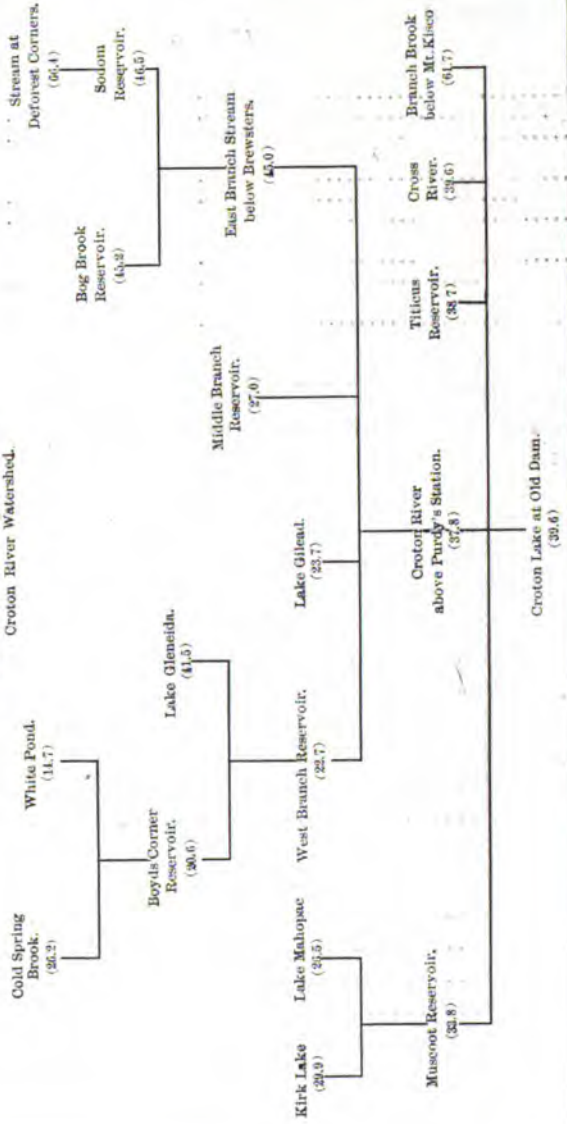 Croton River Watershed.
Stream at
Deforest Corners.
(66.4)
Sodom
Reservoir.
(46.5)
Bog Brook
Reservoir.
(45.2)
East Branch Stream
below Brewsters.
(45.0)
Middle Branch
Reservoir.
(27.0)
White Pond.
(14.7)
Cold Spring
Brook.
(26.2)
Boyds Corner
Reservoir.
(20.6)
Lake Gleneida.
(41.5)
West Branch Reservoir.
(22.7)
Lake Gilead.
(23.7)
Kirk Lake
(29.9)
Lake Mahopac
(26.5)
Muscoot Reservoir.
(33.8)
Croton River
above Purdy's Station.
(37.8)
Titicus
Reservoir.
(38.7)
Cross
River.
(39.6)
Branch Brook
below Mt. Kisco
(61.7)
Croton Lake at Old Dam.
(39.6)